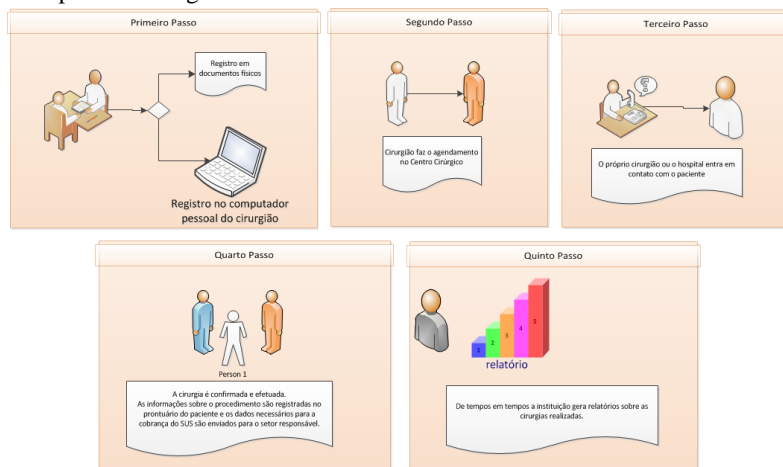 Primeiro Passo
Registro em
documentos físicos
Registro no computador
pessoal do cirurgião
Segundo Passo
Cirurgião faz o agendamento
no Centro Cirúrgico
Terceiro Passo
O próprio cirurgião ou o hospital entra em
contato com o paciente
Quarto Passo
Person 1
A cirurgia é confirmada e efetuada.
As informações sobre o procedimento são registradas no
prontuário do paciente e os dados necessários para a
cobrança do SUS são enviados para o setor responsável.
Quinto Passo
1
2
3
4
5
relatório
De tempos em tempos a instituição gera relatórios sobre as
cirurgias realizadas.